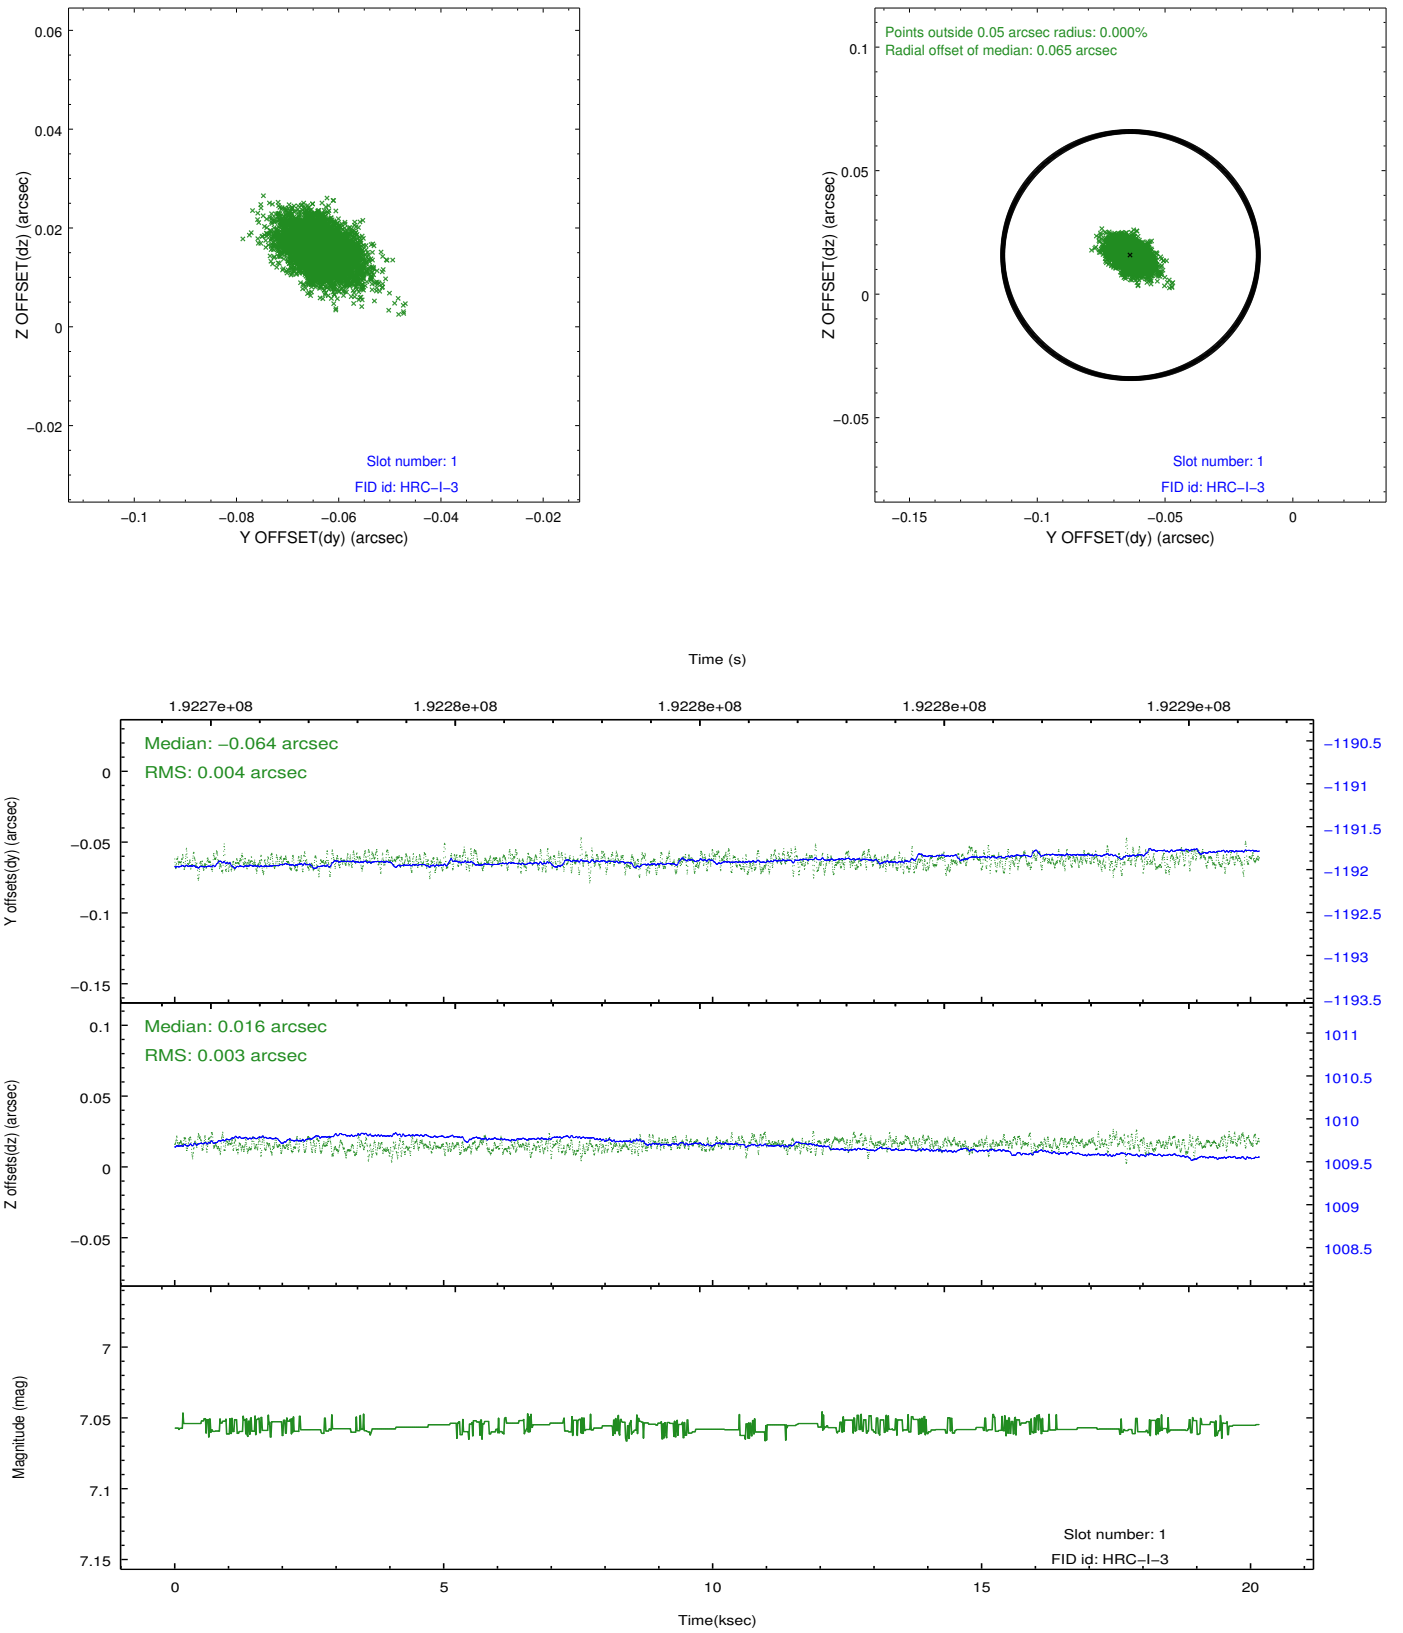 0.06
0.04
0.02
0
−0.02
−0.1
−0.08
−0.06
−0.04
−0.02
Z OFFSET(dz) (arcsec)
Y OFFSET(dy) (arcsec)
Slot number: 1
FID id: HRC−I−3
Points outside 0.05 arcsec radius: 0.000%
Radial offset of median: 0.065 arcsec
0.1
0.05
0
−0.05
−0.15
−0.1
−0.05
0
Z OFFSET(dz) (arcsec)
Y OFFSET(dy) (arcsec)
Slot number: 1
FID id: HRC−I−3
Time (s)
1.9227e+08
1.9228e+08
1.9228e+08
1.9228e+08
1.9229e+08
Median: −0.064 arcsec
RMS: 0.004 arcsec
Y offsets(dy) (arcsec)
0
−0.05
−0.1
−0.15
−1190.5
−1191
−1191.5
−1192
−1192.5
−1193
−1193.5
Median: 0.016 arcsec
RMS: 0.003 arcsec
Z offsets(dz) (arcsec)
0.1
0.05
0
−0.05
1011
1010.5
1010
1009.5
1009
1008.5
Magnitude (mag)
7
7.05
7.1
7.15
Slot number: 1
FID id: HRC−I−3
0
5
10
15
20
Time(ksec)